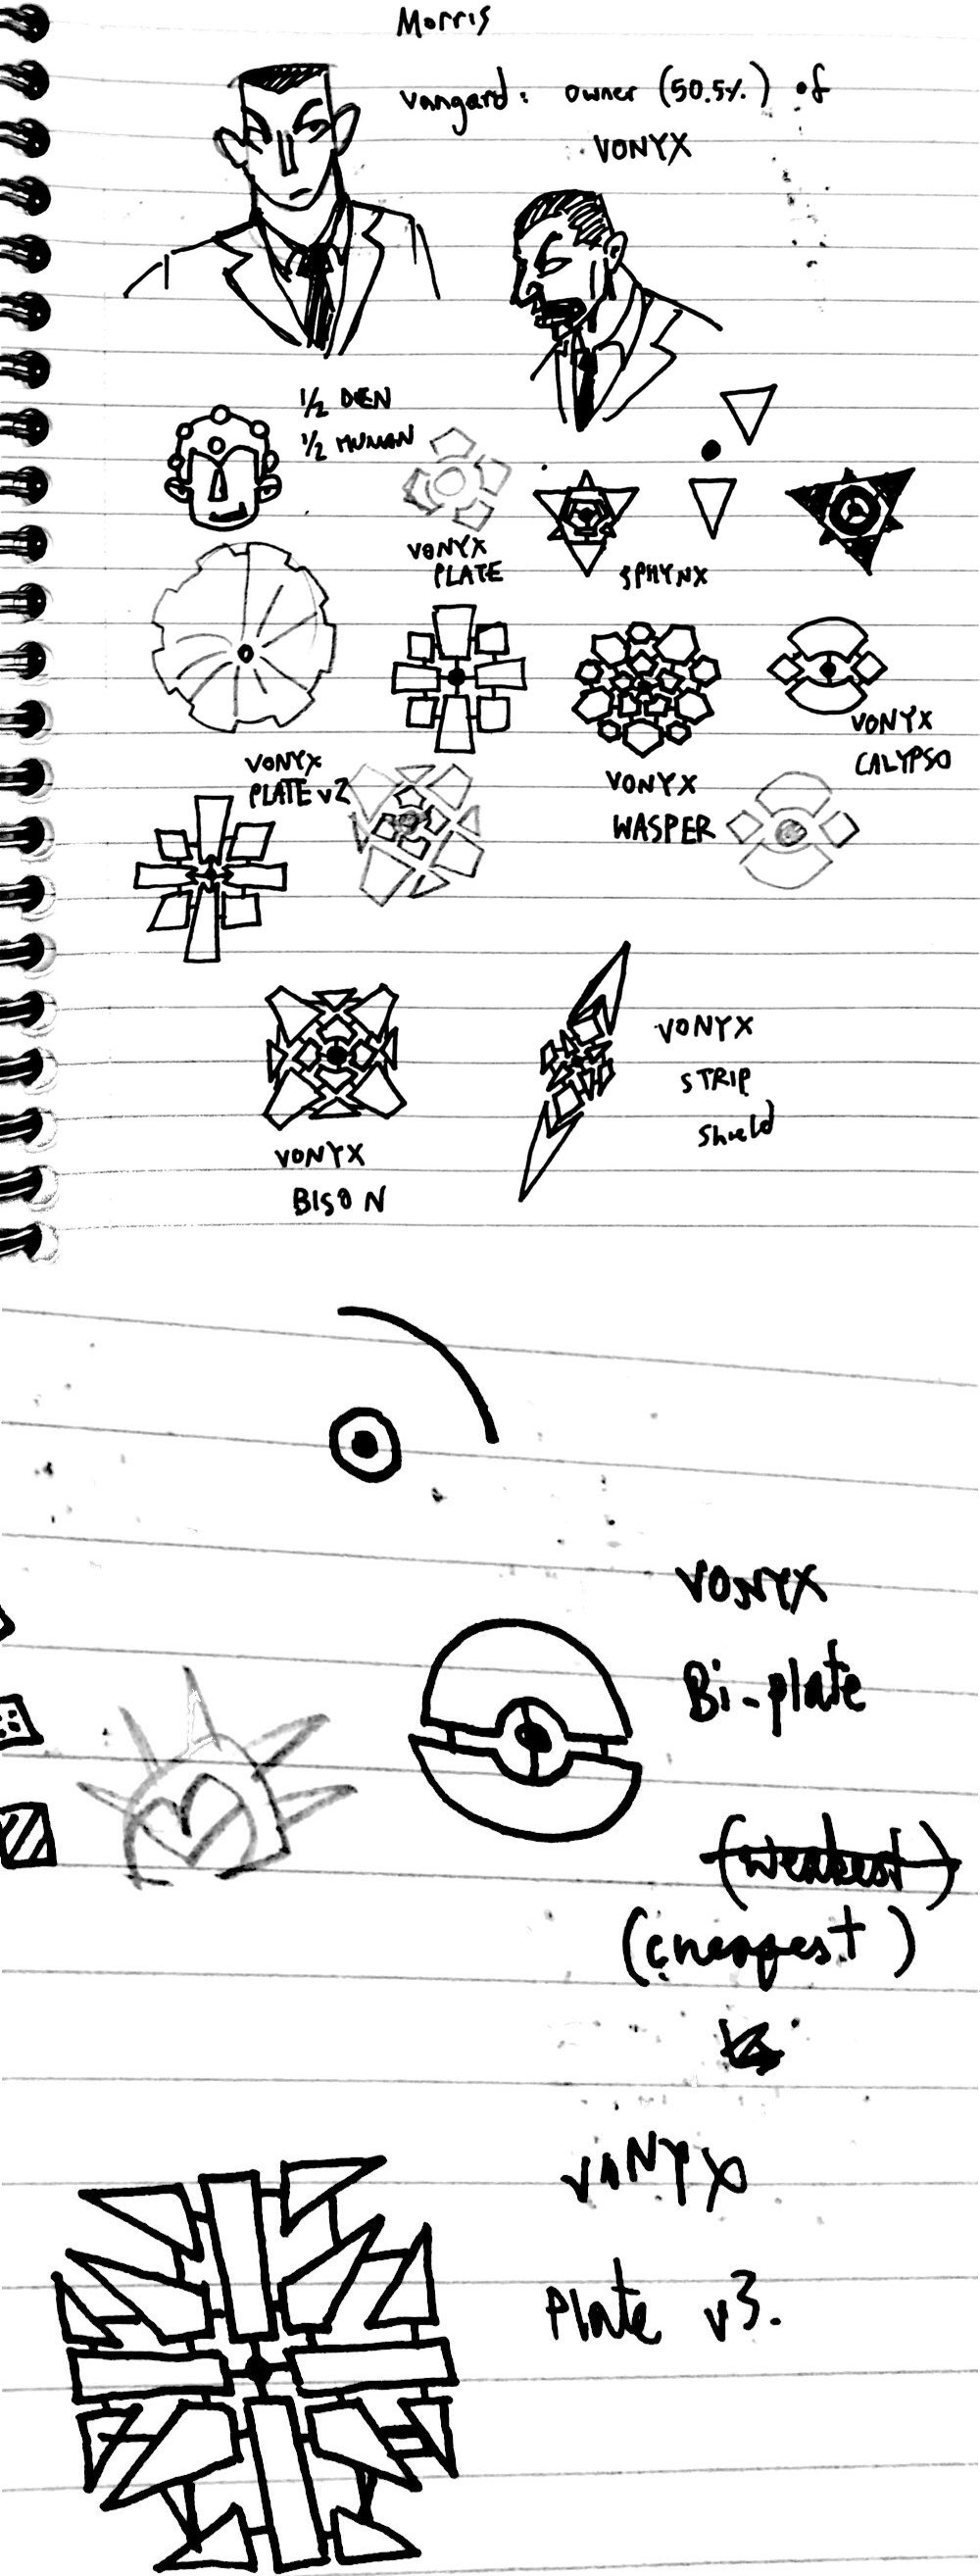 Morris
vangard: owner (50.5%) of
VONYX
1/2 DEN
1/2 HUMAN
VONYX
PLATE
SPHYNX
VONYX
CALYPSO
VONYX
PLATE v2
VONYX
WASPER
VONYX
STRIP
Shield
VONYX
BISON
VONYX
Bi-plate
(weakest)
(cheapest)
VONYX
Plate v3.